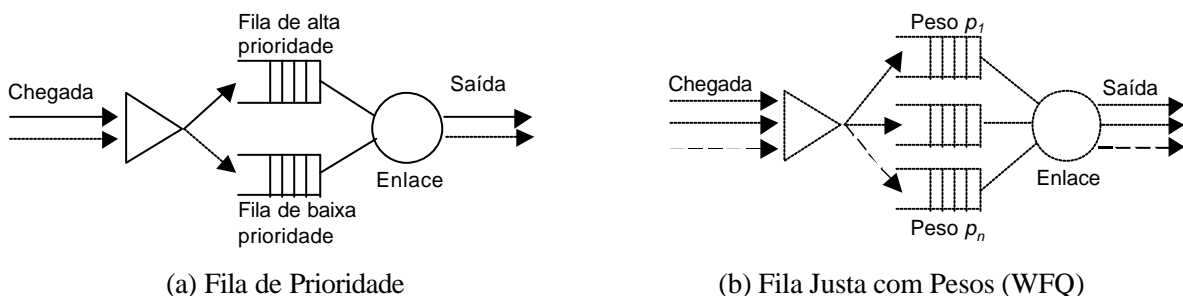 Fila de alta
prioridade
Chegada
Saída
Enlace
Fila de baixa
prioridade
(a) Fila de Prioridade
Peso p1
Chegada
Saída
Enlace
Peso pn
(b) Fila Justa com Pesos (WFQ)